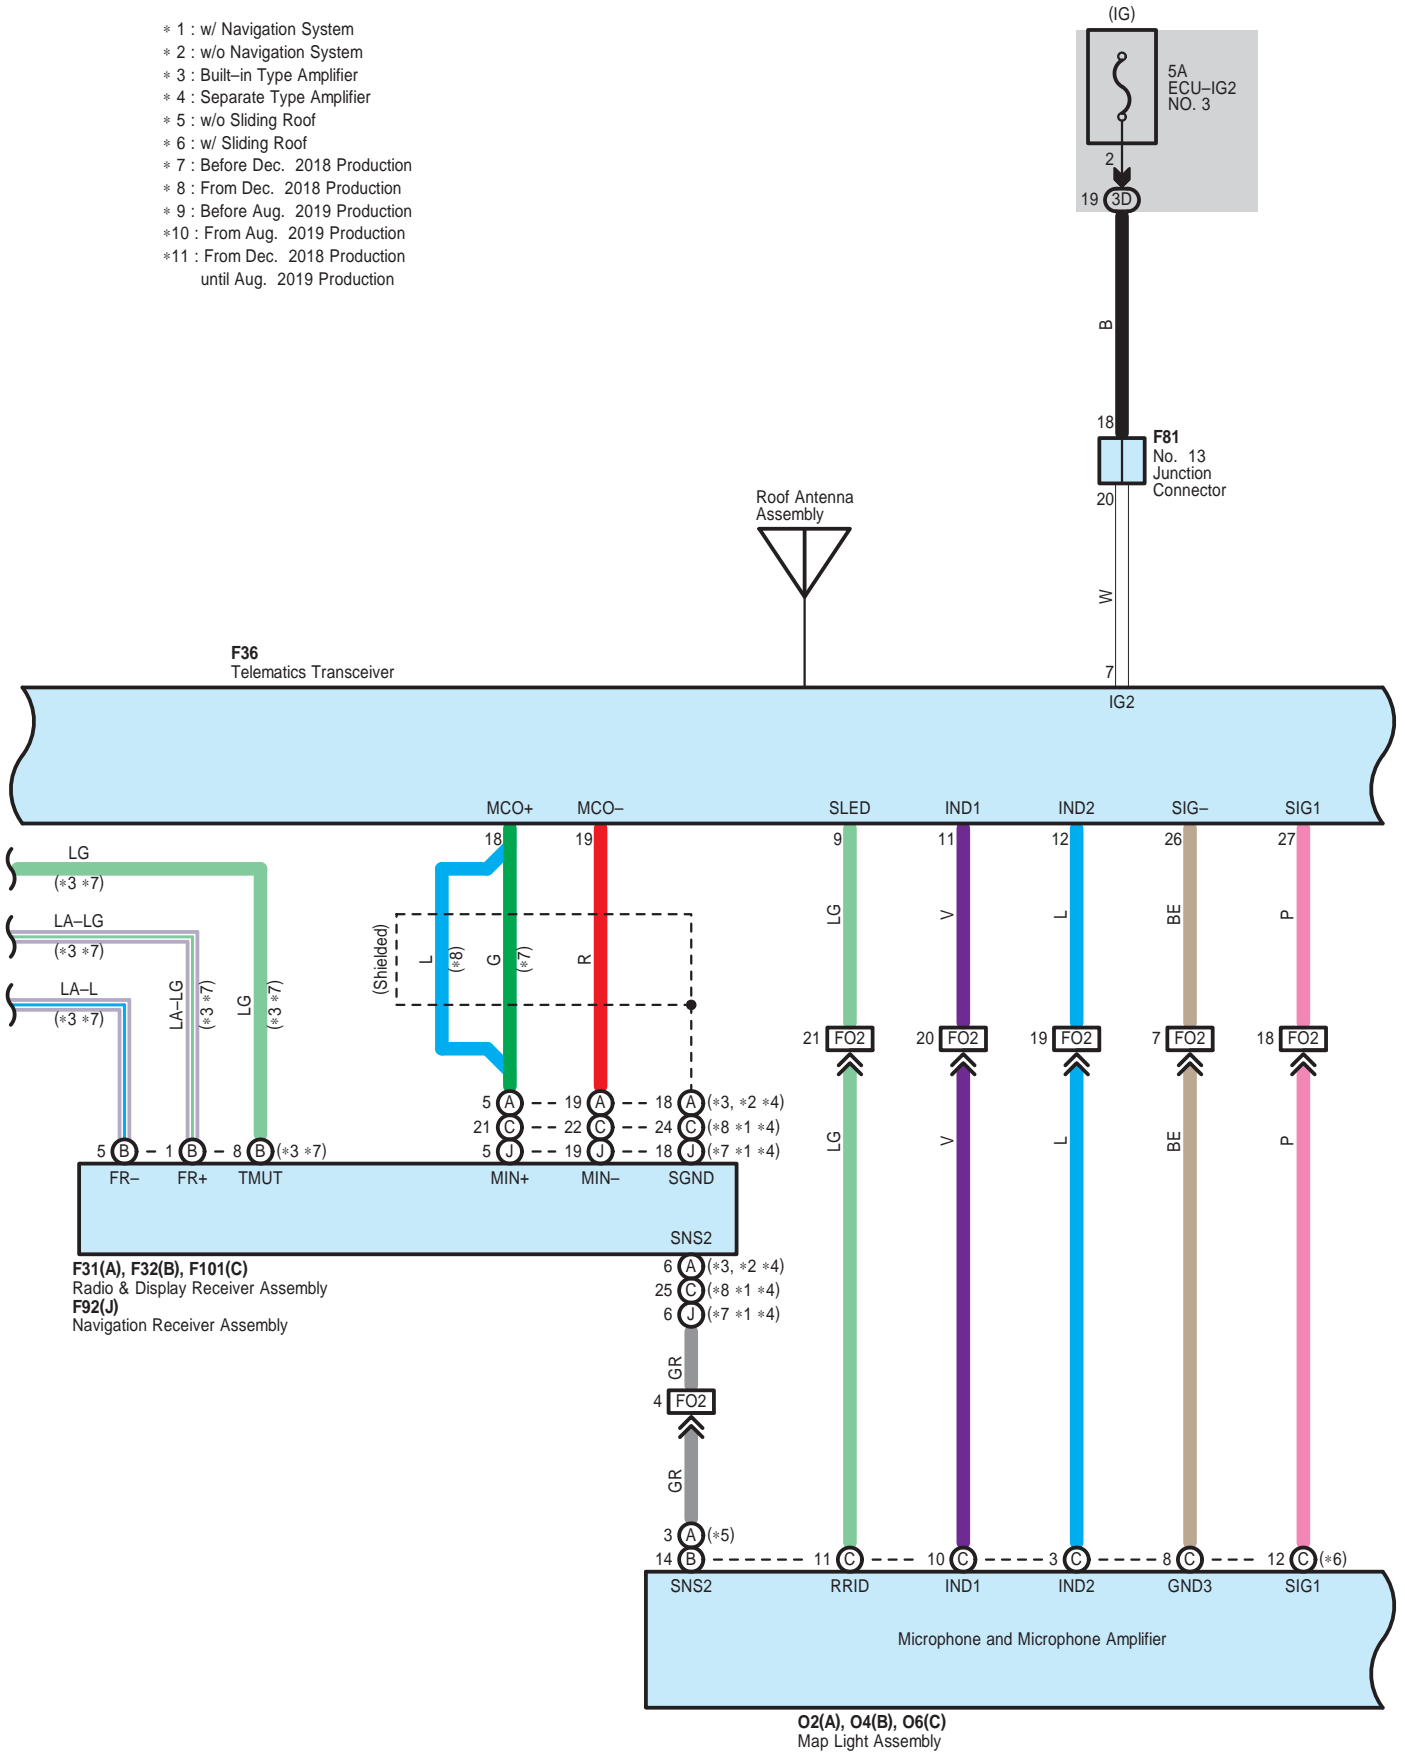 ∗ 1 : w/ Navigation System
∗ 2 : w/o Navigation System
∗ 3 : Built–in Type Amplifier
∗ 4 : Separate Type Amplifier
∗ 5 : w/o Sliding Roof
∗ 6 : w/ Sliding Roof
∗ 7 : Before Dec. 2018 Production
∗ 8 : From Dec. 2018 Production
∗ 9 : Before Aug. 2019 Production
∗10 : From Aug. 2019 Production
∗11 : From Dec. 2018 Production
until Aug. 2019 Production
(IG)
5A
ECU–IG2
NO. 3
2
19 3D
B
18
F81
No. 13
Junction
Connector
20
W
7
IG2
Roof Antenna
Assembly
F36
Telematics Transceiver
MCO+ MCO– SLED IND1 IND2 SIG– SIG1
18 19 9 11 12 26 27
LG
(∗3 ∗7)
LA–LG
(∗3 ∗7)
LA–L
(∗3 ∗7)
LA–LG
(∗3 ∗7)
LG
(∗3 ∗7)
(Shielded)
L
(∗8)
G
(∗7)
R
LG V L BE P
21 FO2 20 FO2 19 FO2 7 FO2 18 FO2
LG V L BE P
5 A 19 A 18 A (∗3, ∗2 ∗4)
21 C 22 C 24 C (∗8 ∗1 ∗4)
5 J 19 J 18 J (∗7 ∗1 ∗4)
5 B 1 B 8 B (∗3 ∗7)
FR– FR+ TMUT MIN+ MIN– SGND
SNS2
F31(A), F32(B), F101(C)
Radio & Display Receiver Assembly
F92(J)
Navigation Receiver Assembly
6 A (∗3, ∗2 ∗4)
25 C (∗8 ∗1 ∗4)
6 J (∗7 ∗1 ∗4)
GR
4 FO2
GR
3 A (∗5)
14 B 11 C 10 C 3 C 8 C 12 C (∗6)
SNS2 RRID IND1 IND2 GND3 SIG1
Microphone and Microphone Amplifier
O2(A), O4(B), O6(C)
Map Light Assembly